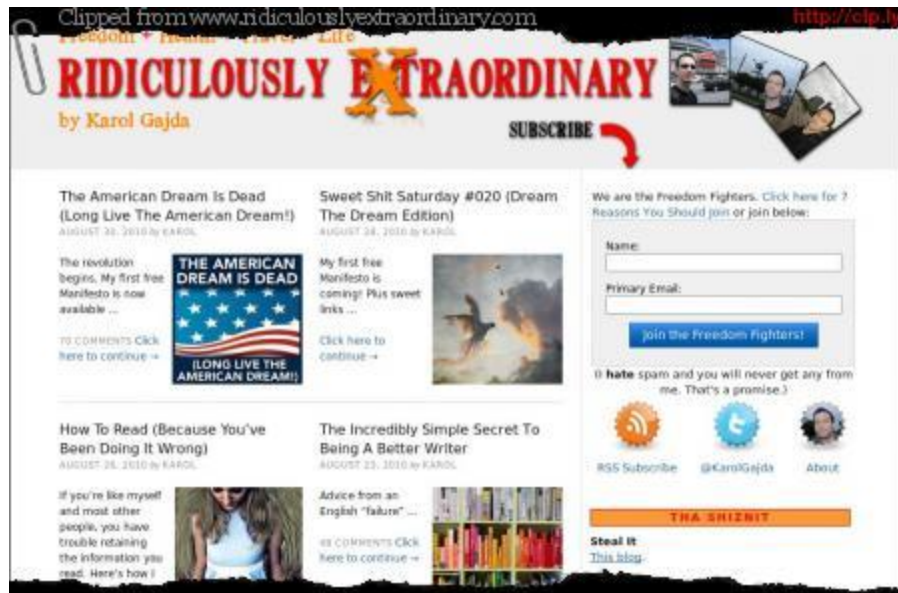 Clipped from www.ridiculouslyextraordinary.com
http://clp.ly
Freedom + Health Travel Life
RIDICULOUSLY EXTRAORDINARY
by Karol Gajda
SUBSCRIBE
The American Dream Is Dead
(Long Live The American Dream!)
AUGUST 30, 2010 by KAROL
The revolution
begins. My first free
Manifesto is now
available ...
70 COMMENTS Click
here to continue →
THE AMERICAN
DREAM IS DEAD
(LONG LIVE THE
AMERICAN DREAM!)
Sweet Shit Saturday #020 (Dream
The Dream Edition)
AUGUST 28, 2010 by KAROL
My first free
Manifesto is
coming! Plus sweet
links ...
Click here to
continue →
How To Read (Because You've
Been Doing It Wrong)
AUGUST 26, 2010 by KAROL
If you're like myself
and most other
people, you have
trouble retaining
the information you
read. Here's how I
The Incredibly Simple Secret To
Being A Better Writer
AUGUST 23, 2010 by KAROL
Advice from an
English "failure" ...
48 COMMENTS Click
here to continue →
We are the Freedom Fighters. Click here for 7
Reasons You Should Join or join below:
Name:
Primary Email:
Join the Freedom Fighters!
(I hate spam and you will never get any from
me. That's a promise.)
RSS Subscribe
@KarolGajda
About
THA SHIZNIT
Steal It
This blog.